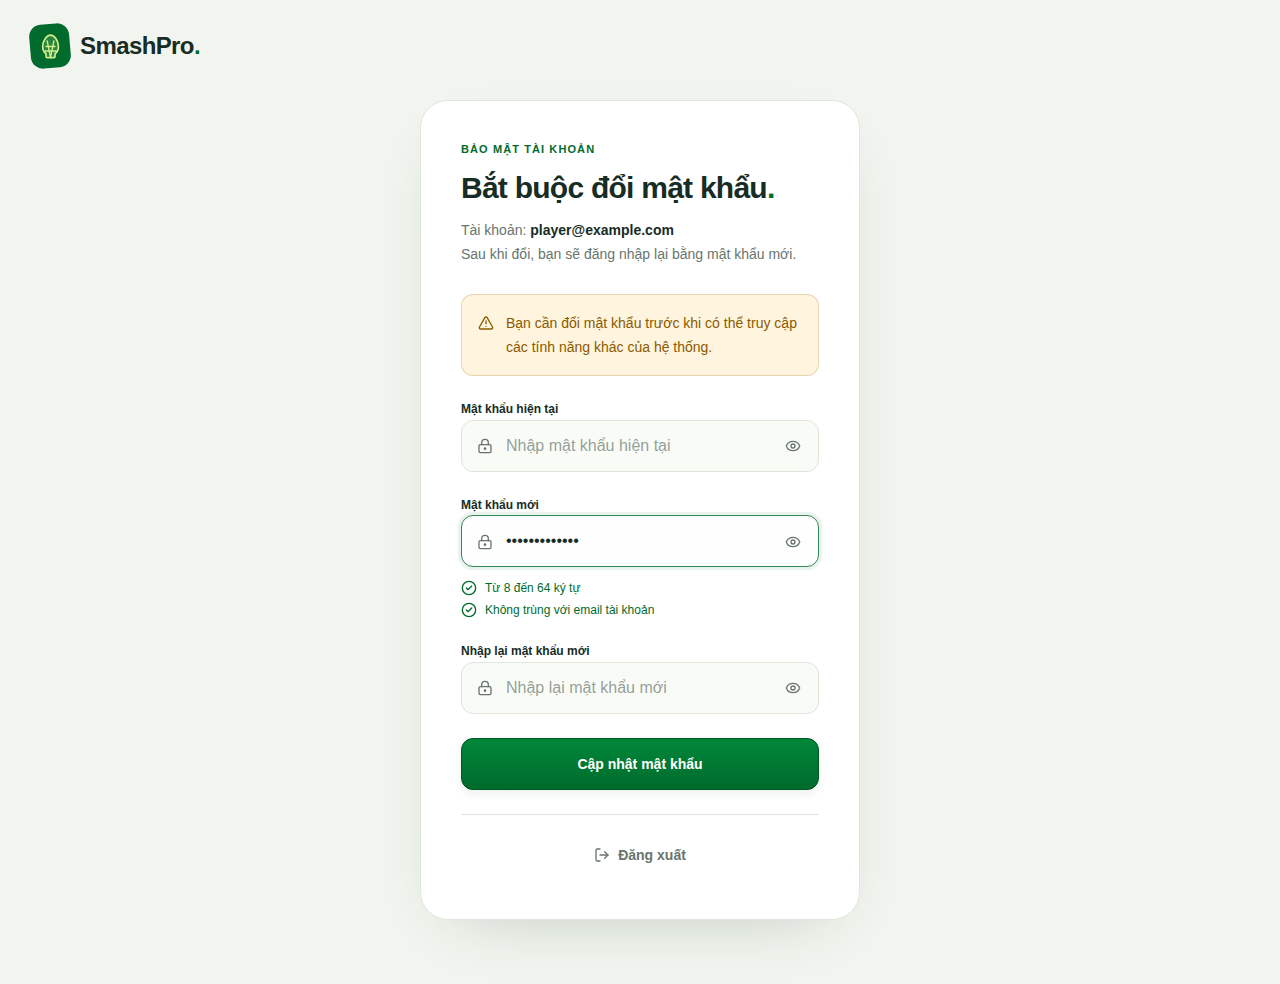 SmashPro.
BẢO MẬT TÀI KHOẢN
Bắt buộc đổi mật khẩu.
Tài khoản: player@example.com
Sau khi đổi, bạn sẽ đăng nhập lại bằng mật khẩu mới.
Bạn cần đổi mật khẩu trước khi có thể truy cập
các tính năng khác của hệ thống.
Mật khẩu hiện tại
Nhập mật khẩu hiện tại
Mật khẩu mới
•••••••••••••
Từ 8 đến 64 ký tự
Không trùng với email tài khoản
Nhập lại mật khẩu mới
Nhập lại mật khẩu mới
Cập nhật mật khẩu
Đăng xuất